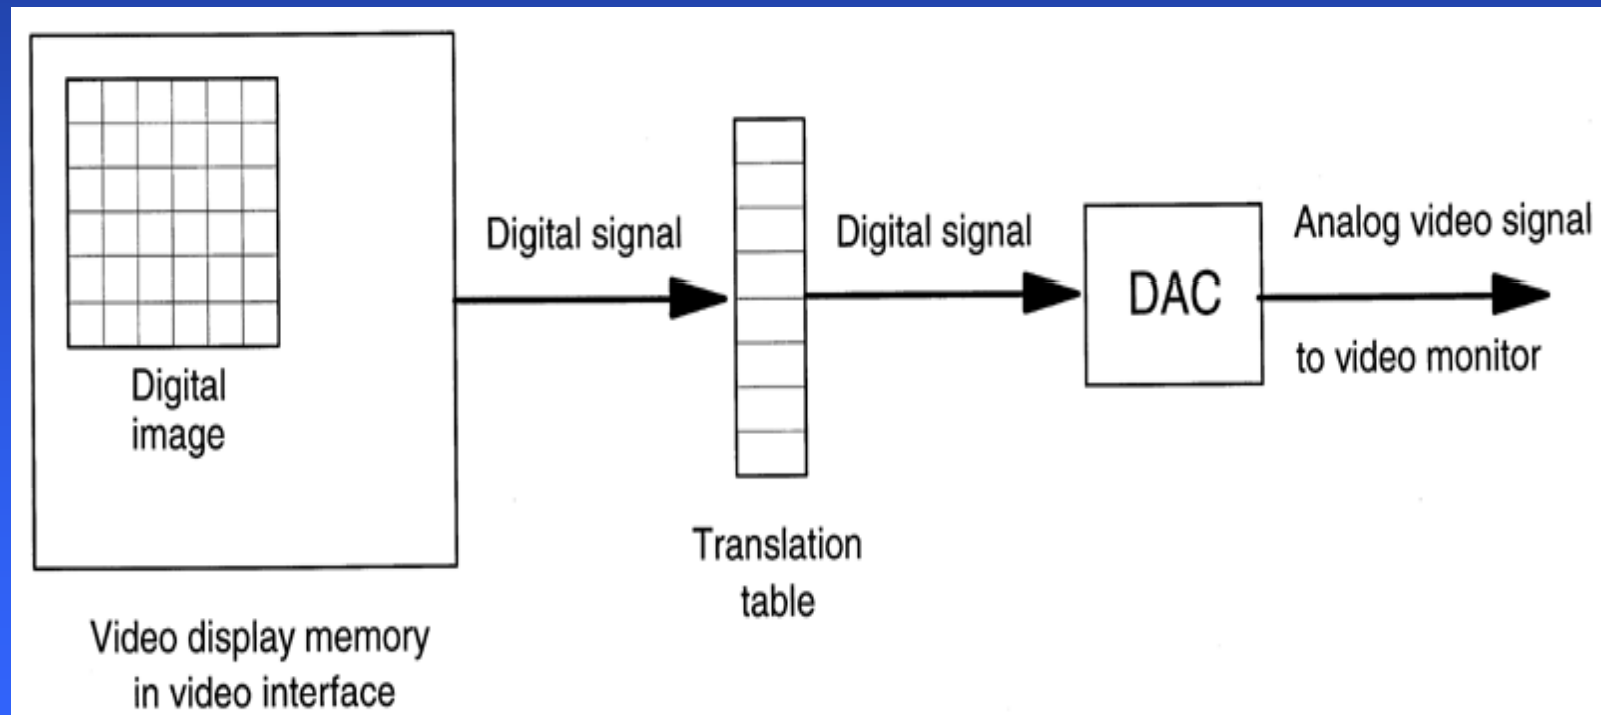 Digital
image
Video display memory
in video interface
Digital signal
Translation
table
Digital signal
DAC
Analog video signal
to video monitor